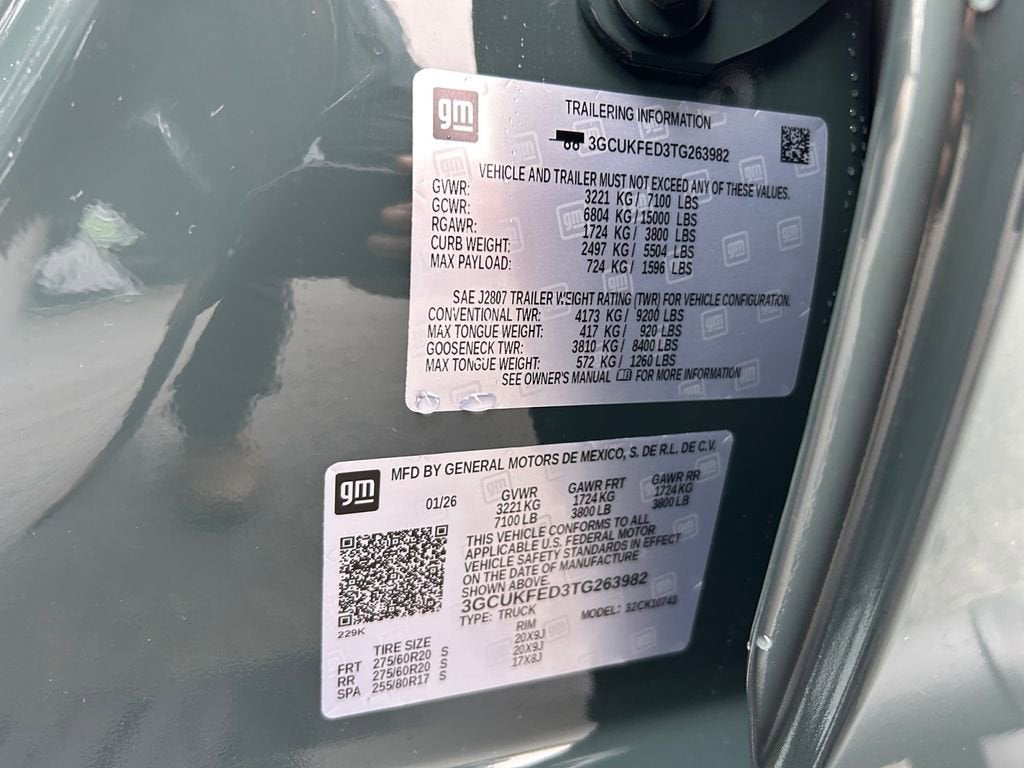 gm
TRAILERING INFORMATION
3GCUKFED3TG263982
VEHICLE AND TRAILER MUST NOT EXCEED ANY OF THESE VALUES.
GVWR: 3221 KG / 7100 LBS
GCWR: 6804 KG / 15000 LBS
RGAWR: 1724 KG / 3800 LBS
CURB WEIGHT: 2497 KG / 5504 LBS
MAX PAYLOAD: 724 KG / 1596 LBS
SAE J2807 TRAILER WEIGHT RATING (TWR) FOR VEHICLE CONFIGURATION.
CONVENTIONAL TWR: 4173 KG / 9200 LBS
MAX TONGUE WEIGHT: 417 KG / 920 LBS
GOOSENECK TWR: 3810 KG / 8400 LBS
MAX TONGUE WEIGHT: 572 KG / 1260 LBS
SEE OWNER'S MANUAL FOR MORE INFORMATION
gm
MFD BY GENERAL MOTORS DE MEXICO, S. DE R.L. DE C.V.
01/26 GVWR GAWR FRT GAWR RR
3221 KG 1724 KG 1724 KG
7100 LB 3800 LB 3800 LB
THIS VEHICLE CONFORMS TO ALL
APPLICABLE U.S. FEDERAL MOTOR
VEHICLE SAFETY STANDARDS IN EFFECT
ON THE DATE OF MANUFACTURE
SHOWN ABOVE.
3GCUKFED3TG263982
TYPE: TRUCK MODEL: 32CK10743
229K
TIRE SIZE RIM
FRT 275/60R20 S 20X9J
RR 275/60R20 S 20X9J
SPA 255/80R17 S 17X8J